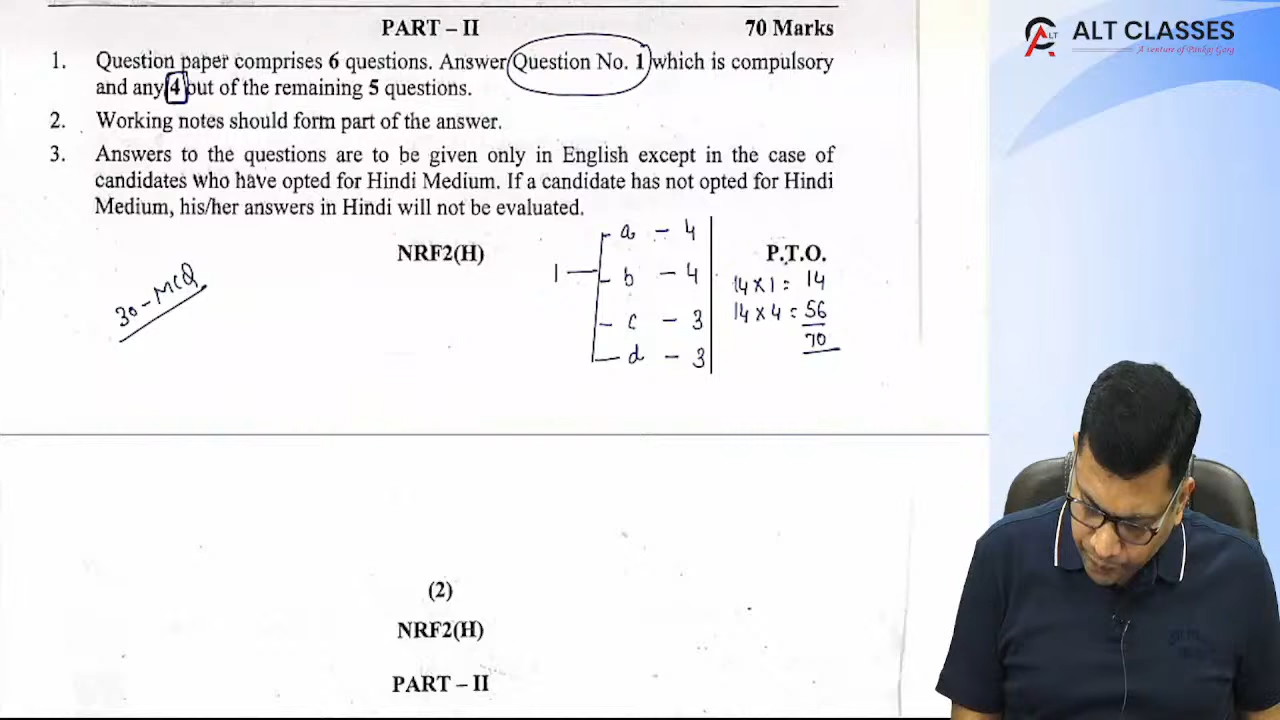 PART – II 70 Marks
1. Question paper comprises 6 questions. Answer Question No. 1 which is compulsory
and any 4 out of the remaining 5 questions.
2. Working notes should form part of the answer.
3. Answers to the questions are to be given only in English except in the case of
candidates who have opted for Hindi Medium. If a candidate has not opted for Hindi
Medium, his/her answers in Hindi will not be evaluated.
NRF2(H) P.T.O.
30-MCQ
1
a - 4
b - 4
c - 3
d - 3
14 x 1 = 14
14 x 4 = 56
70
(2)
NRF2(H)
PART – II
ALT
ALT CLASSES
A venture of Pankaj Garg